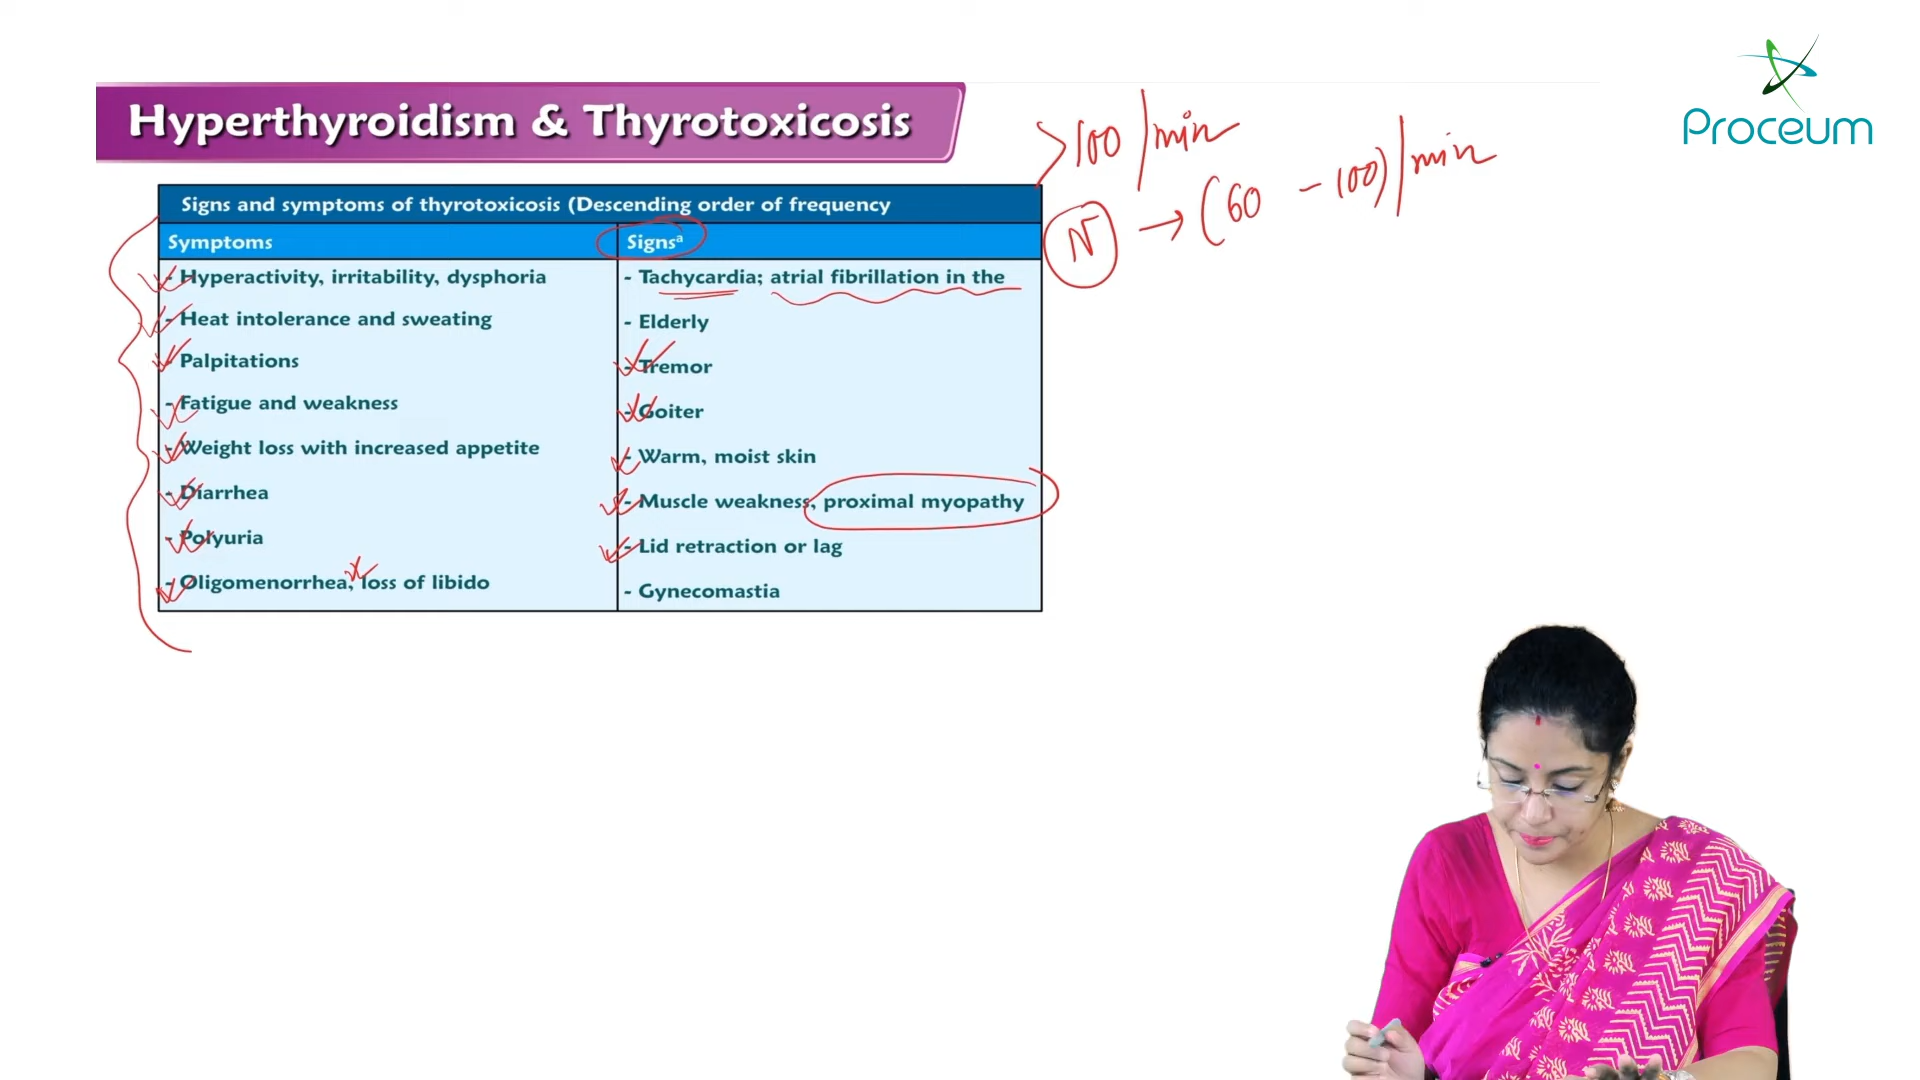 Hyperthyroidism & Thyrotoxicosis
Proceum
>100/min
N → (60 - 100)/min
Signs and symptoms of thyrotoxicosis (Descending order of frequency
Symptoms
- Hyperactivity, irritability, dysphoria
- Heat intolerance and sweating
- Palpitations
- Fatigue and weakness
- Weight loss with increased appetite
- Diarrhea
- Polyuria
- Oligomenorrhea, loss of libido
Signsª
- Tachycardia; atrial fibrillation in the
- Elderly
- Tremor
- Goiter
- Warm, moist skin
- Muscle weakness, proximal myopathy
- Lid retraction or lag
- Gynecomastia